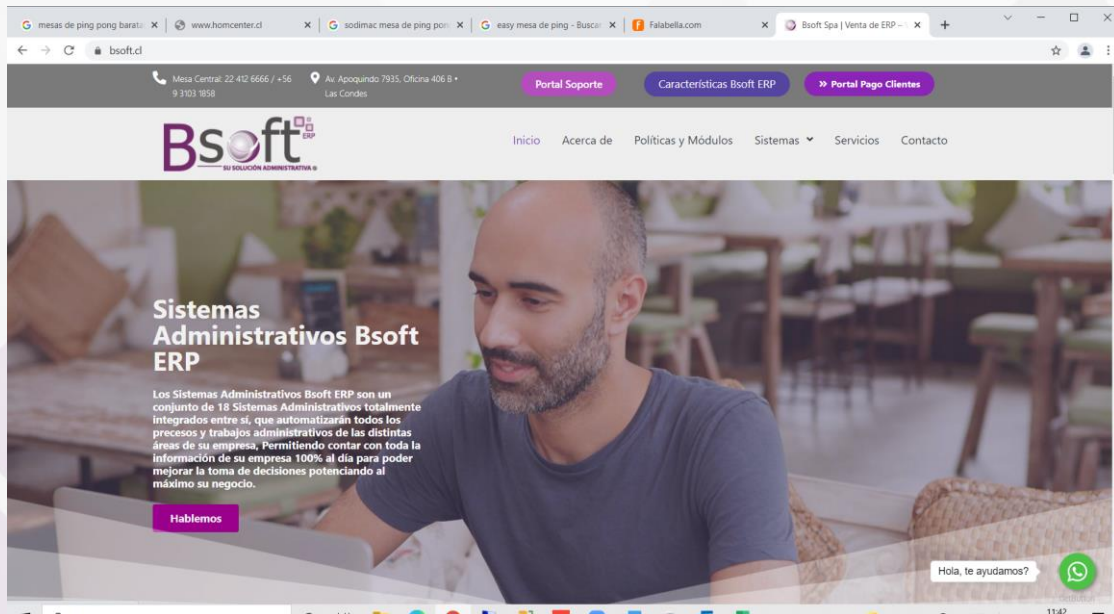 mesas de ping pong barata
www.homcenter.cl
sodimac mesa de ping pon
easy mesa de ping - Buscar
Falabella.com
Bsoft Spa | Venta de ERP –
bsoft.cl
Mesa Central: 22 412 6666 / +56
9 3103 1858
Av. Apoquindo 7935, Oficina 406 B •
Las Condes
Portal Soporte
Características Bsoft ERP
» Portal Pago Clientes
Bsoft ERP
SU SOLUCIÓN ADMINISTRATIVA ®
Inicio Acerca de Políticas y Módulos Sistemas Servicios Contacto
Sistemas
Administrativos Bsoft
ERP
Los Sistemas Administrativos Bsoft ERP son un
conjunto de 18 Sistemas Administrativos totalmente
integrados entre sí, que automatizarán todos los
precesos y trabajos administrativos de las distintas
áreas de su empresa, Permitiendo contar con toda la
información de su empresa 100% al día para poder
mejorar la toma de decisiones potenciando al
máximo su negocio.
Hablemos
Hola, te ayudamos?
11:42